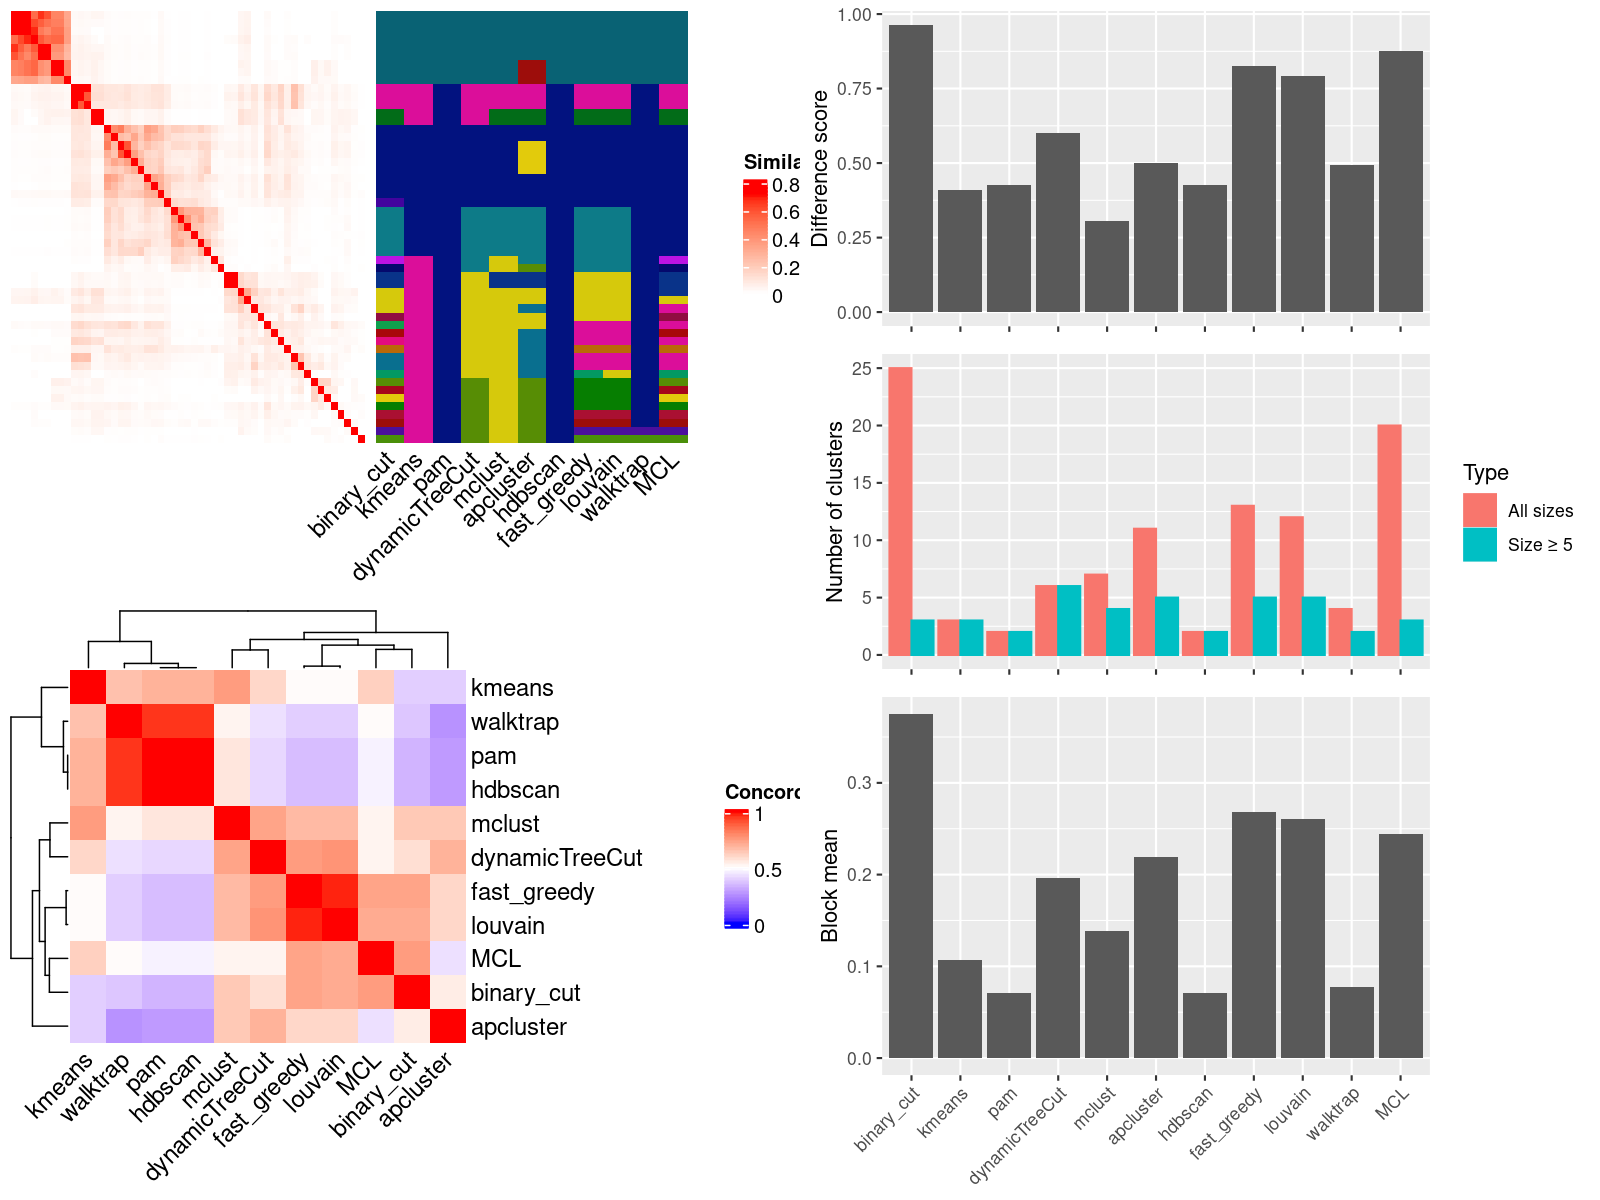 Simila
0.8
0.6
0.4
0.2
0
binary_cut
kmeans
pam
dynamicTreeCut
mclust
apcluster
hdbscan
fast_greedy
louvain
walktrap
MCL
kmeans
walktrap
pam
hdbscan
mclust
dynamicTreeCut
fast_greedy
louvain
MCL
binary_cut
apcluster
kmeans
walktrap
pam
hdbscan
mclust
dynamicTreeCut
fast_greedy
louvain
MCL
binary_cut
apcluster
Concord
1
0.5
0
Difference score
1.00
0.75
0.50
0.25
0.00
Number of clusters
25
20
15
10
5
0
Type
All sizes
Size ≥ 5
Block mean
0.3
0.2
0.1
0.0
binary_cut
kmeans
pam
dynamicTreeCut
mclust
apcluster
hdbscan
fast_greedy
louvain
walktrap
MCL